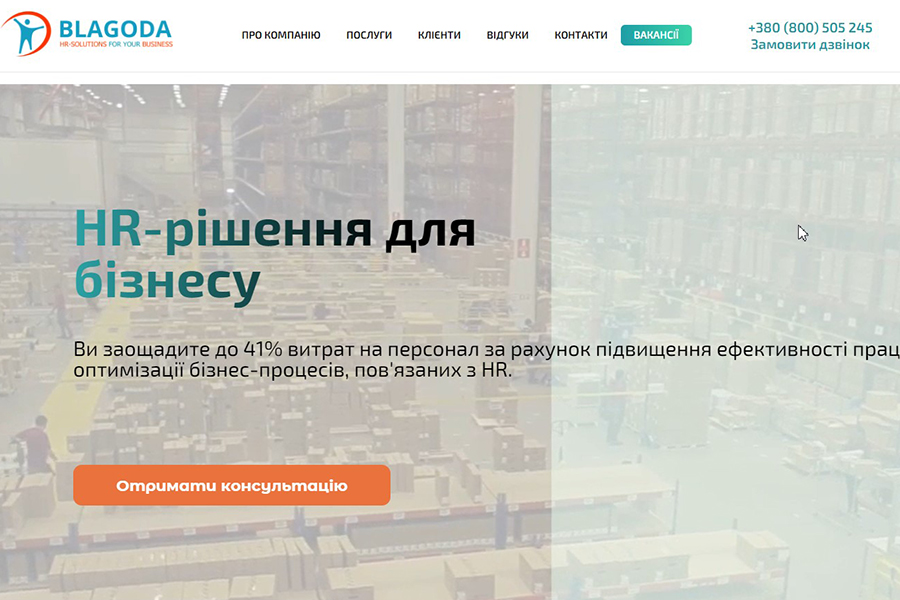 BLAGODA
HR-SOLUTIONS FOR YOUR BUSINESS
ПРО КОМПАНІЮ ПОСЛУГИ КЛІЄНТИ ВІДГУКИ КОНТАКТИ ВАКАНСІЇ
+380 (800) 505 245
Замовити дзвінок
HR-рішення для
бізнесу
Ви заощадите до 41% витрат на персонал за рахунок підвищення ефективності прац
оптимізації бізнес-процесів, пов'язаних з HR.
Отримати консультацію